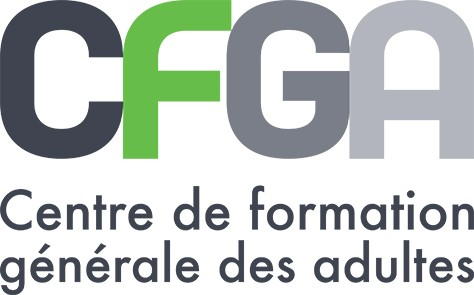 CFGA
Centre de formation
générale des adultes